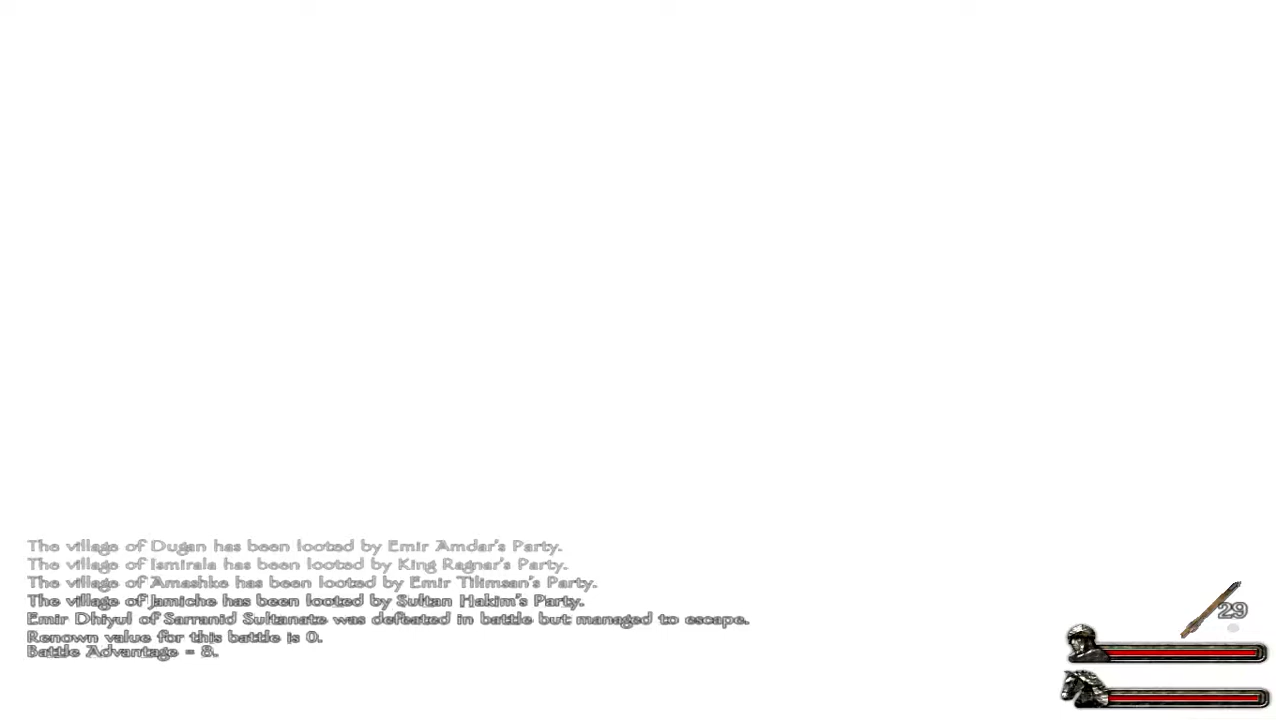 The village of Dugan has been looted by Emir Amdar's Party.
The village of Ismirala has been looted by King Ragnar's Party.
The village of Amashke has been looted by Emir Tilimsan's Party.
The village of Jamiche has been looted by Sultan Hakim's Party.
Emir Dhiyul of Sarranid Sultanate was defeated in battle but managed to escape.
Renown value for this battle is 0.
Battle Advantage = 8.
29